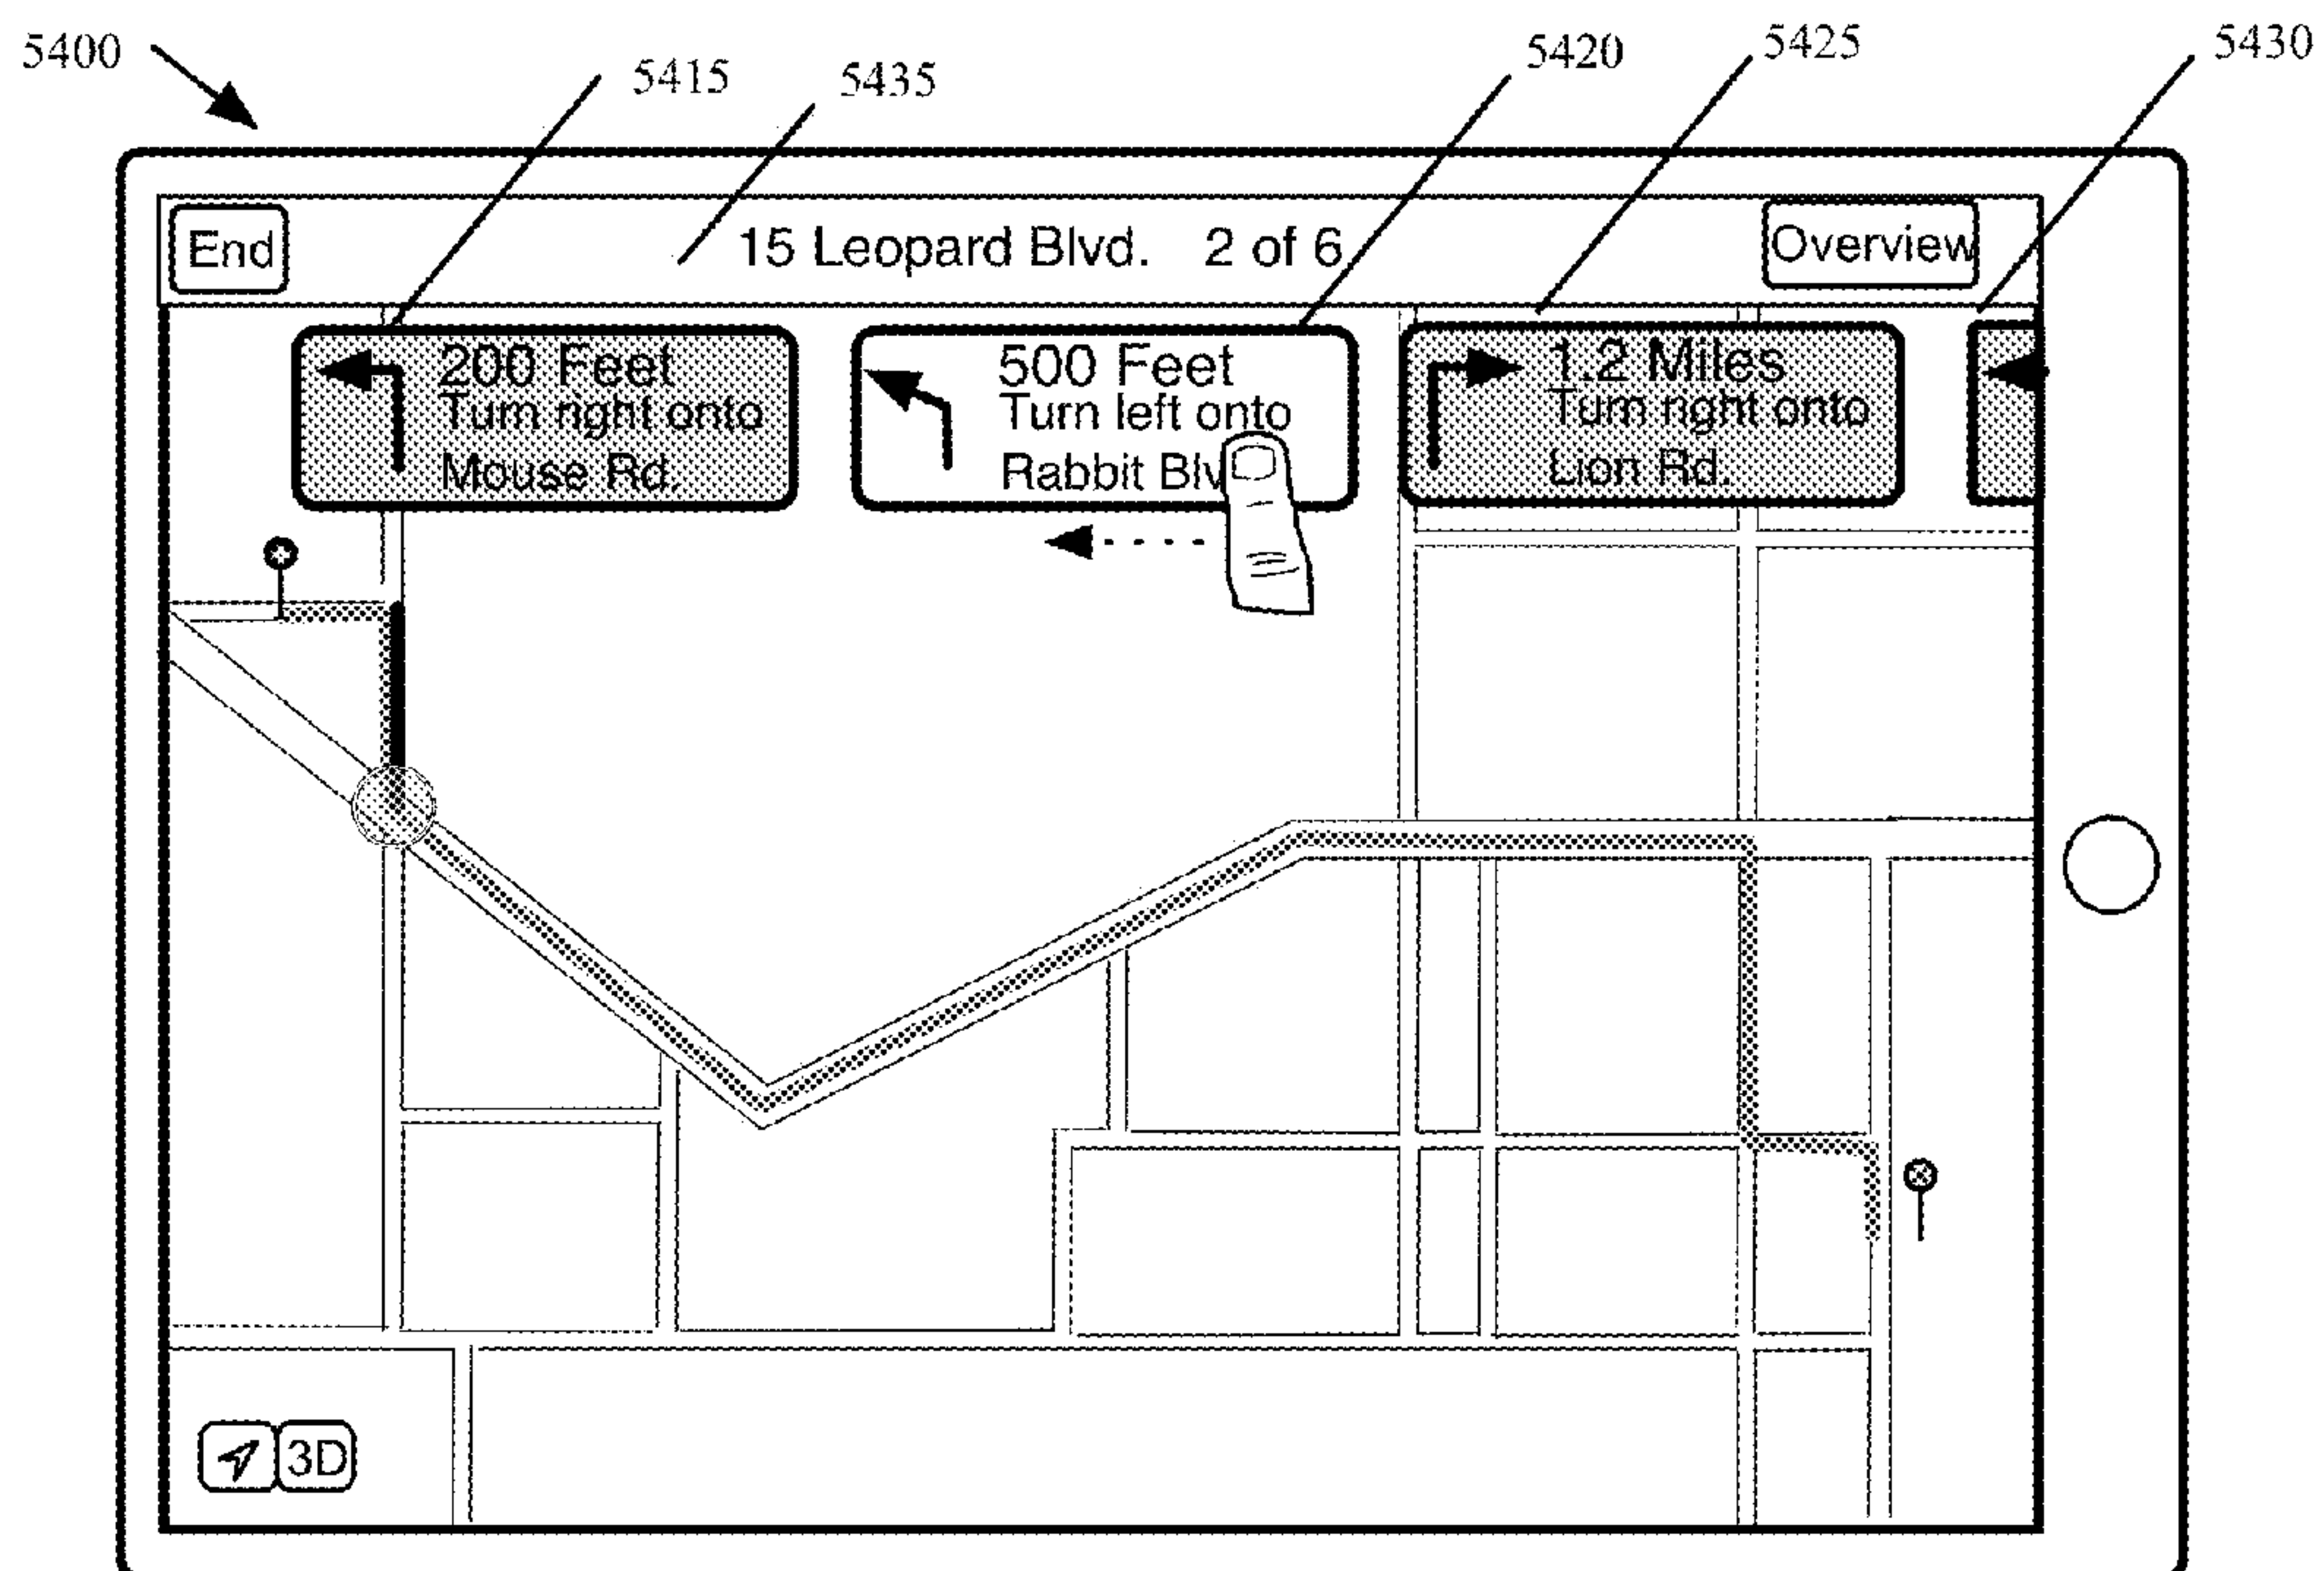 5400
5415
5435
5420
5425
5430
End
15 Leopard Blvd. 2 of 6
Overview
200 Feet
Turn right onto
Mouse Rd.
500 Feet
Turn left onto
Rabbit Blv
1.2 Miles
Turn right onto
Lion Rd.
3D